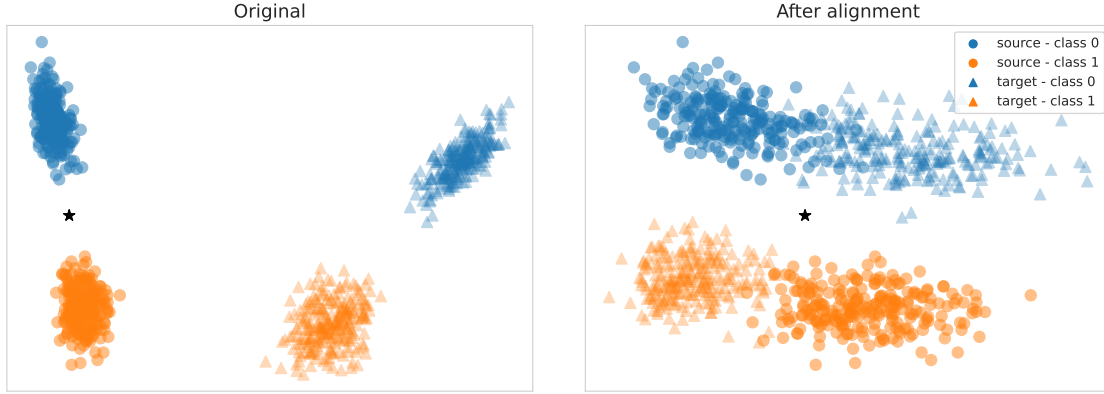 Original
After alignment
source - class 0
source - class 1
target - class 0
target - class 1